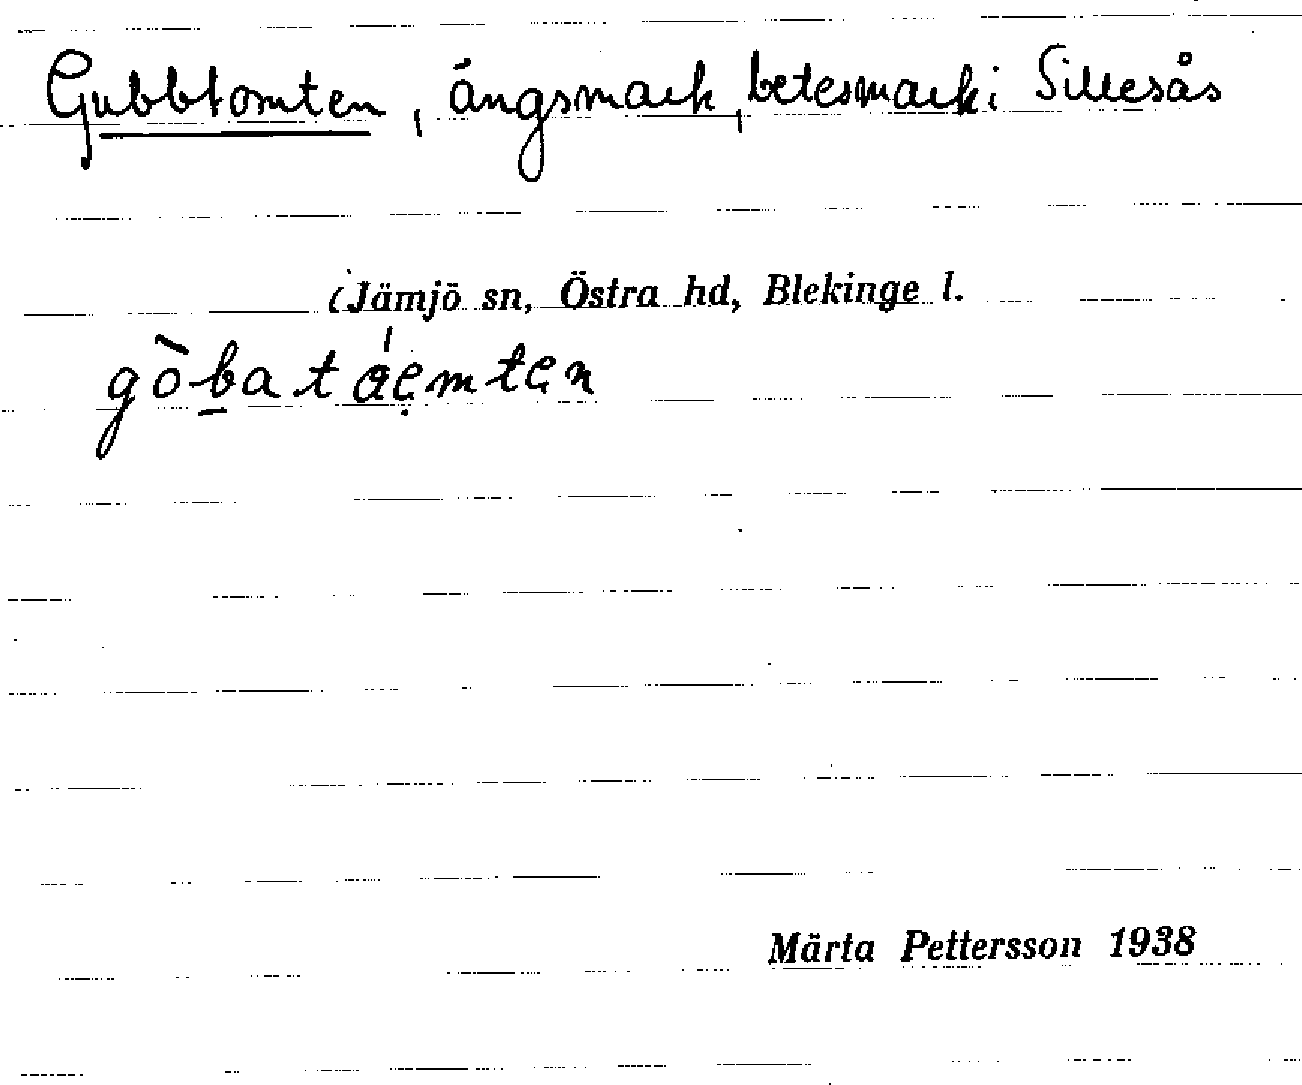 Gubbtomten, ängsmark, betesmark i Sillesås
(Jämjö sn, Östra hd, Blekinge l.
gòbatáemten
Märta Pettersson 1938